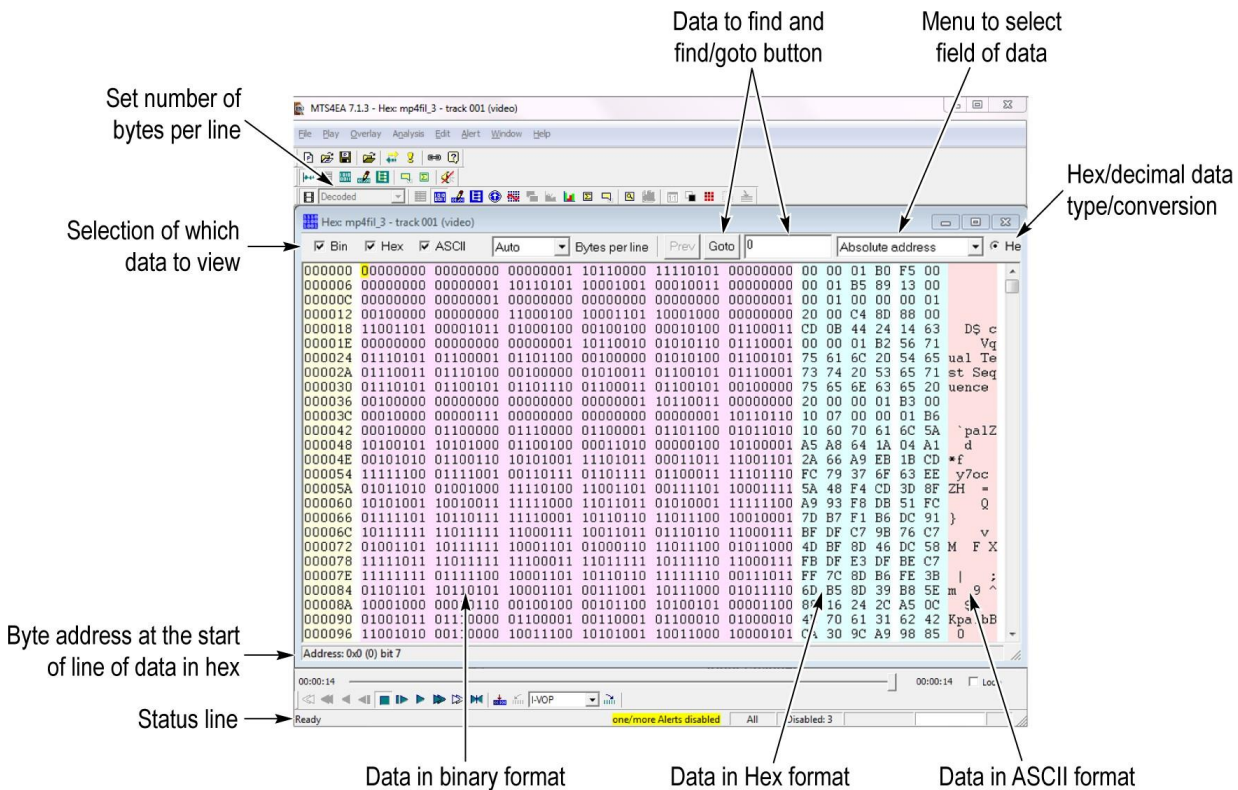 Data to find and
find/goto button
Menu to select
field of data
Set number of
bytes per line
Hex/decimal data
type/conversion
Selection of which
data to view
MTS4EA 7.1.3 - Hex: mp4fil_3 - track 001 (video)
File Play Overlay Analysis Edit Alert Window Help
Decoded
Hex: mp4fil_3 - track 001 (video)
Bin Hex ASCII Auto Bytes per line Prev Goto 0 Absolute address He
000000 00000000 00000000 00000001 10110000 11110101 00000000 00 00 01 B0 F5 00
000006 00000000 00000001 10110101 10001001 00010011 00000000 00 01 B5 89 13 00
00000C 00000000 00000001 00000000 00000000 00000000 00000001 00 01 00 00 00 01
000012 00100000 00000000 11000100 10001101 10001000 00000000 20 00 C4 8D 88 00
000018 11001101 00001011 01000100 00100100 00010100 01100011 CD 0B 44 24 14 63 D$ c
00001E 00000000 00000000 00000001 10110010 01010110 01110001 00 00 01 B2 56 71 Vq
000024 01110101 01100001 01101100 00100000 01010100 01100101 75 61 6C 20 54 65 ual Te
00002A 01110011 01110100 00100000 01010011 01100101 01110001 73 74 20 53 65 71 st Seq
000030 01110101 01100101 01101110 01100011 01100101 00100000 75 65 6E 63 65 20 uence
000036 00100000 00000000 00000000 00000001 10110011 00000000 20 00 00 01 B3 00
00003C 00010000 00000111 00000000 00000000 00000001 10110110 10 07 00 00 01 B6
000042 00010000 01100000 01110000 01100001 01101100 01011010 10 60 70 61 6C 5A `palZ
000048 10100101 10101000 01100100 00011010 00000100 10100001 A5 A8 64 1A 04 A1 d
00004E 00101010 01100110 10101001 11101011 00011011 11001101 2A 66 A9 EB 1B CD *f
000054 11111100 01111001 00110111 01101111 01100011 11101110 FC 79 37 6F 63 EE y7oc
00005A 01011010 01001000 11110100 11001101 00111101 10001111 5A 48 F4 CD 3D 8F ZH =
000060 10101001 10010011 11111000 11011011 01010001 11111100 A9 93 F8 DB 51 FC Q
000066 01111101 10110111 11110001 10110110 11011100 10010001 7D B7 F1 B6 DC 91 }
00006C 10111111 11011111 11000111 10011011 01110110 11000111 BF DF C7 9B 76 C7 v
000072 01001101 10111111 10001101 01000110 11011100 01011000 4D BF 8D 46 DC 58 M F X
000078 11111011 11011111 11100011 11011111 10111110 11000111 FB DF E3 DF BE C7
00007E 11111111 01111100 10001101 10110110 11111110 00111011 FF 7C 8D B6 FE 3B | ;
000084 01101101 10110101 10001101 00111001 10111000 01011110 6D B5 8D 39 B8 5E m 9 ^
00008A 10001000 00010110 00100100 00101100 10100101 00001100 16 24 2C A5 0C
000090 01001011 01110000 01100001 00110001 01100010 01000010 70 61 31 62 42 Kpa1bB
000096 11001010 00110000 10011100 10101001 10011000 10000101 30 9C A9 98 85 0
Byte address at the start
of line of data in hex
Address: 0x0 (0) bit 7
00:00:14 00:00:14
I-VOP
Status line
Ready one/more Alerts disabled All Disabled: 3
Data in binary format
Data in Hex format
Data in ASCII format